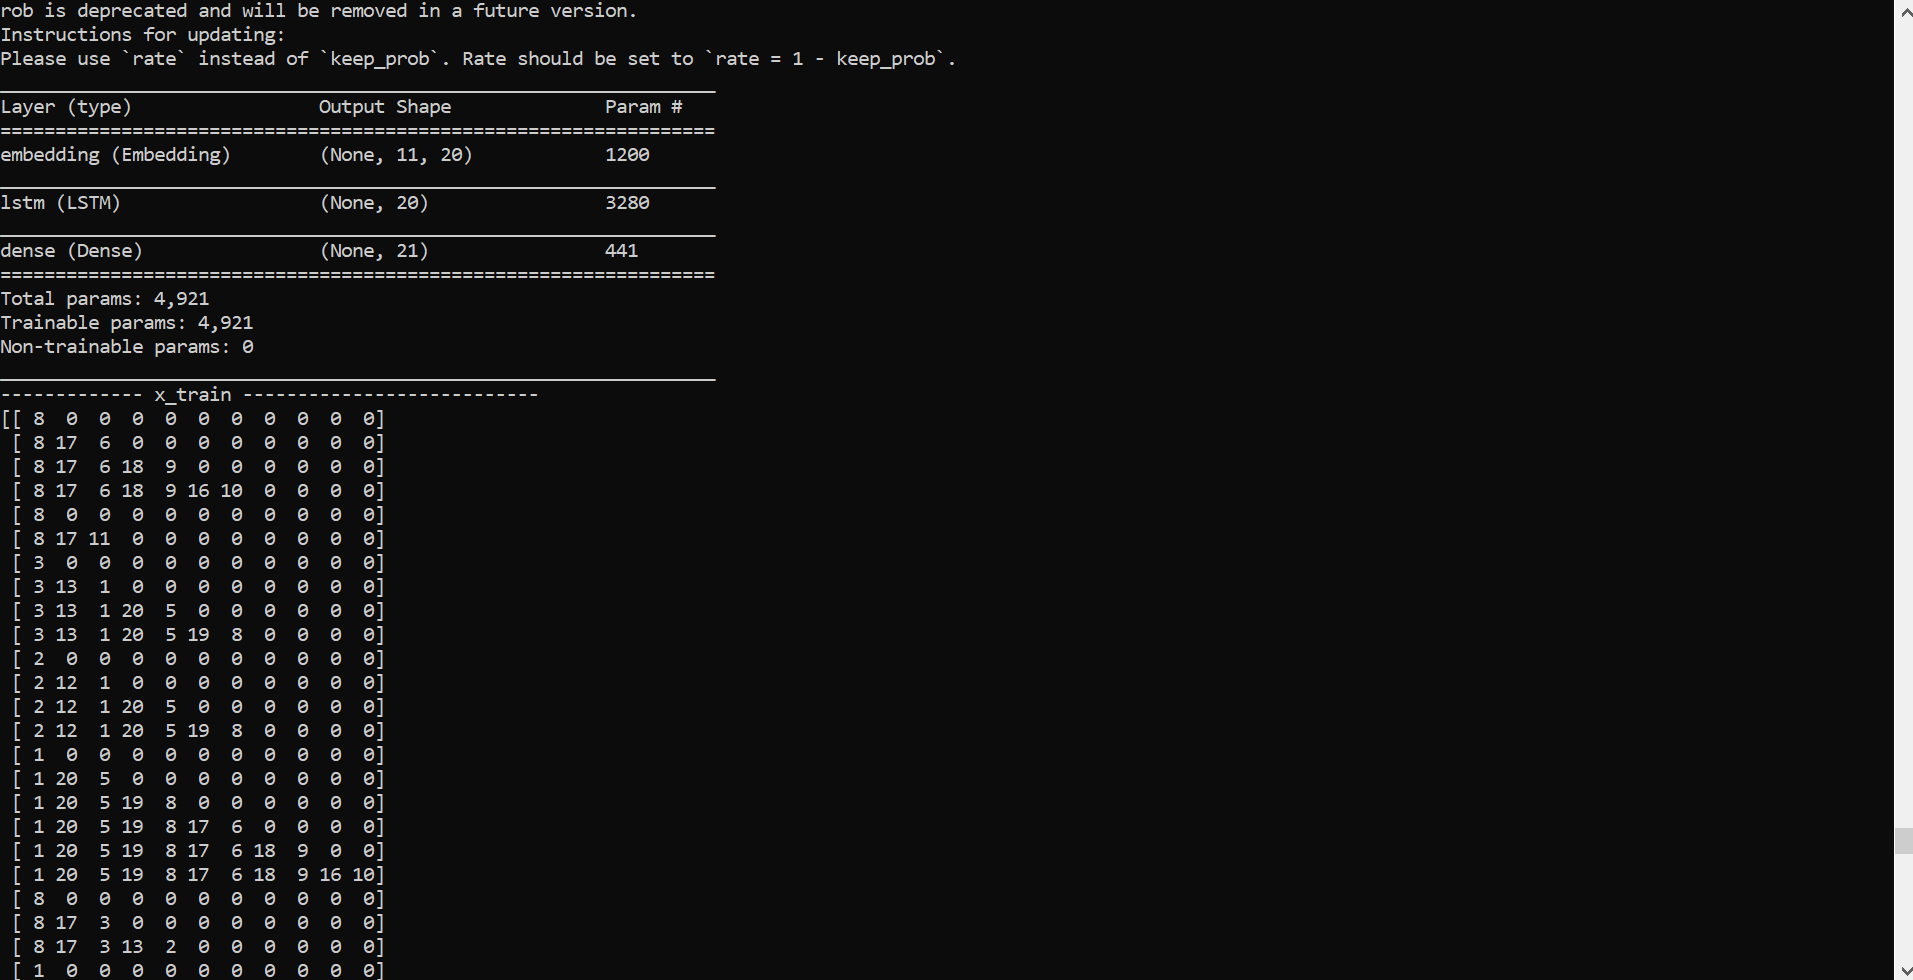 rob is deprecated and will be removed in a future version.
Instructions for updating:
Please use `rate` instead of `keep_prob`. Rate should be set to `rate = 1 - keep_prob`.
_________________________________________________________________
Layer (type)                 Output Shape              Param #
=================================================================
embedding (Embedding)        (None, 11, 20)            1200
_________________________________________________________________
lstm (LSTM)                  (None, 20)                3280
_________________________________________________________________
dense (Dense)                (None, 21)                441
=================================================================
Total params: 4,921
Trainable params: 4,921
Non-trainable params: 0
_________________________________________________________________
------------- x_train ---------------------------
[[ 8  0  0  0  0  0  0  0  0  0  0]
 [ 8 17  6  0  0  0  0  0  0  0  0]
 [ 8 17  6 18  9  0  0  0  0  0  0]
 [ 8 17  6 18  9 16 10  0  0  0  0]
 [ 8  0  0  0  0  0  0  0  0  0  0]
 [ 8 17 11  0  0  0  0  0  0  0  0]
 [ 3  0  0  0  0  0  0  0  0  0  0]
 [ 3 13  1  0  0  0  0  0  0  0  0]
 [ 3 13  1 20  5  0  0  0  0  0  0]
 [ 3 13  1 20  5 19  8  0  0  0  0]
 [ 2  0  0  0  0  0  0  0  0  0  0]
 [ 2 12  1  0  0  0  0  0  0  0  0]
 [ 2 12  1 20  5  0  0  0  0  0  0]
 [ 2 12  1 20  5 19  8  0  0  0  0]
 [ 1  0  0  0  0  0  0  0  0  0  0]
 [ 1 20  5  0  0  0  0  0  0  0  0]
 [ 1 20  5 19  8  0  0  0  0  0  0]
 [ 1 20  5 19  8 17  6  0  0  0  0]
 [ 1 20  5 19  8 17  6 18  9  0  0]
 [ 1 20  5 19  8 17  6 18  9 16 10]
 [ 8  0  0  0  0  0  0  0  0  0  0]
 [ 8 17  3  0  0  0  0  0  0  0  0]
 [ 8 17  3 13  2  0  0  0  0  0  0]
 [ 1  0  0  0  0  0  0  0  0  0  0]